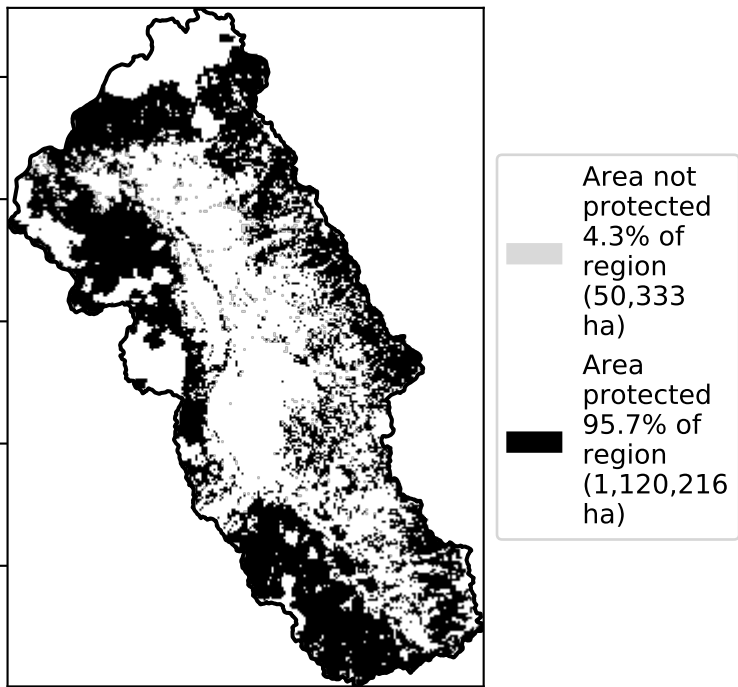 Area not
protected
4.3% of
region
(50,333
ha)
Area
protected
95.7% of
region
(1,120,216
ha)